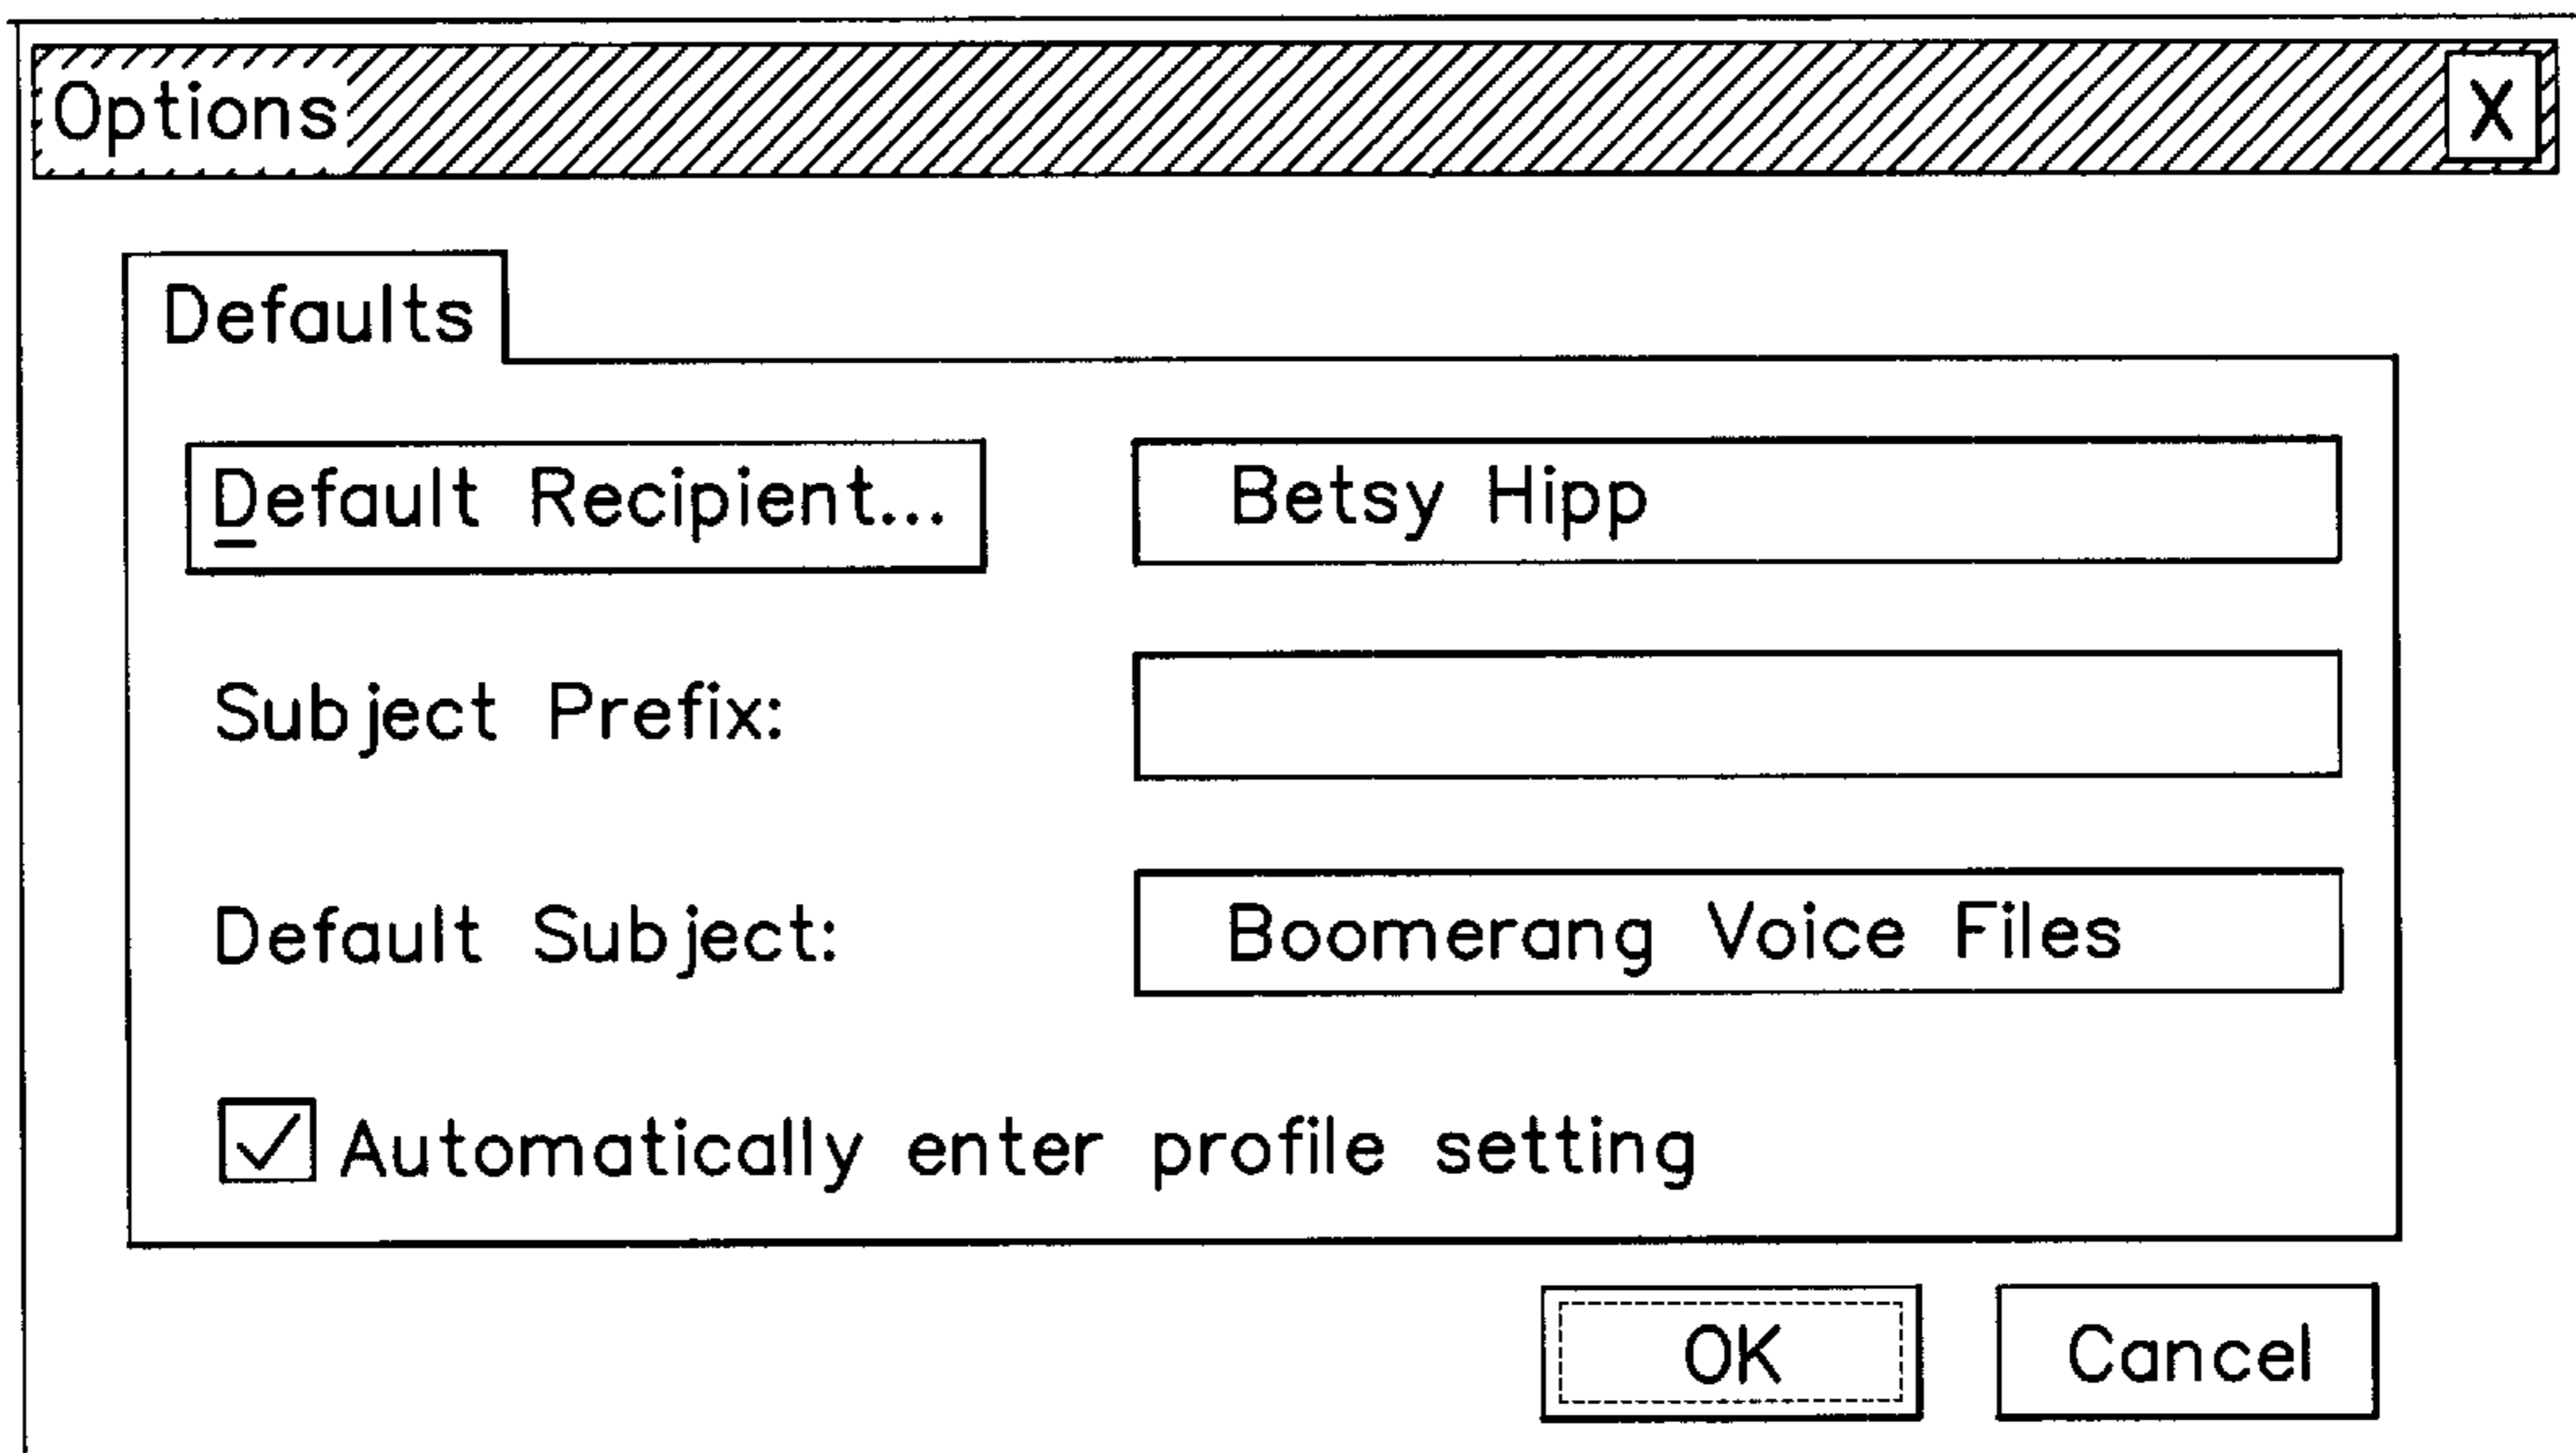 Options X
Defaults
Default Recipient... Betsy Hipp
Subject Prefix:
Default Subject: Boomerang Voice Files
Automatically enter profile setting
OK Cancel